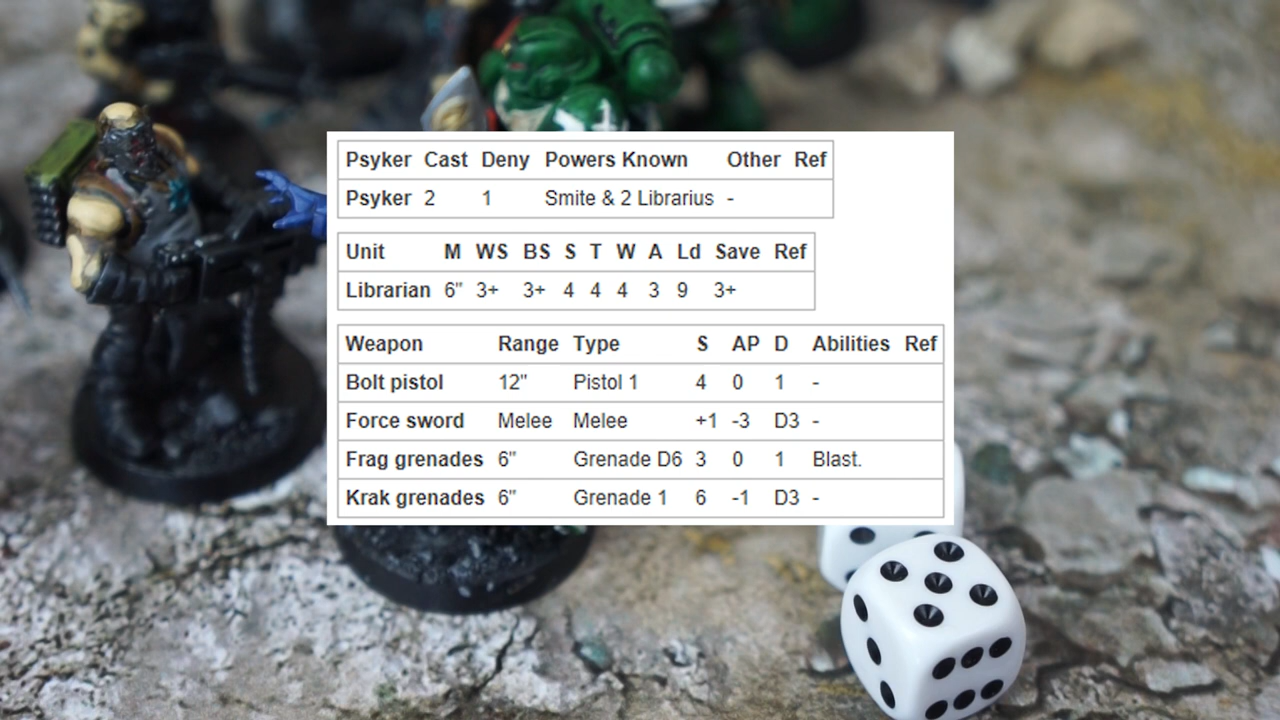 Psyker Cast Deny Powers Known Other Ref
Psyker 2 1 Smite & 2 Librarius -
Unit M WS BS S T W A Ld Save Ref
Librarian 6" 3+ 3+ 4 4 4 3 9 3+
Weapon Range Type S AP D Abilities Ref
Bolt pistol 12" Pistol 1 4 0 1 -
Force sword Melee Melee +1 -3 D3 -
Frag grenades 6" Grenade D6 3 0 1 Blast.
Krak grenades 6" Grenade 1 6 -1 D3 -